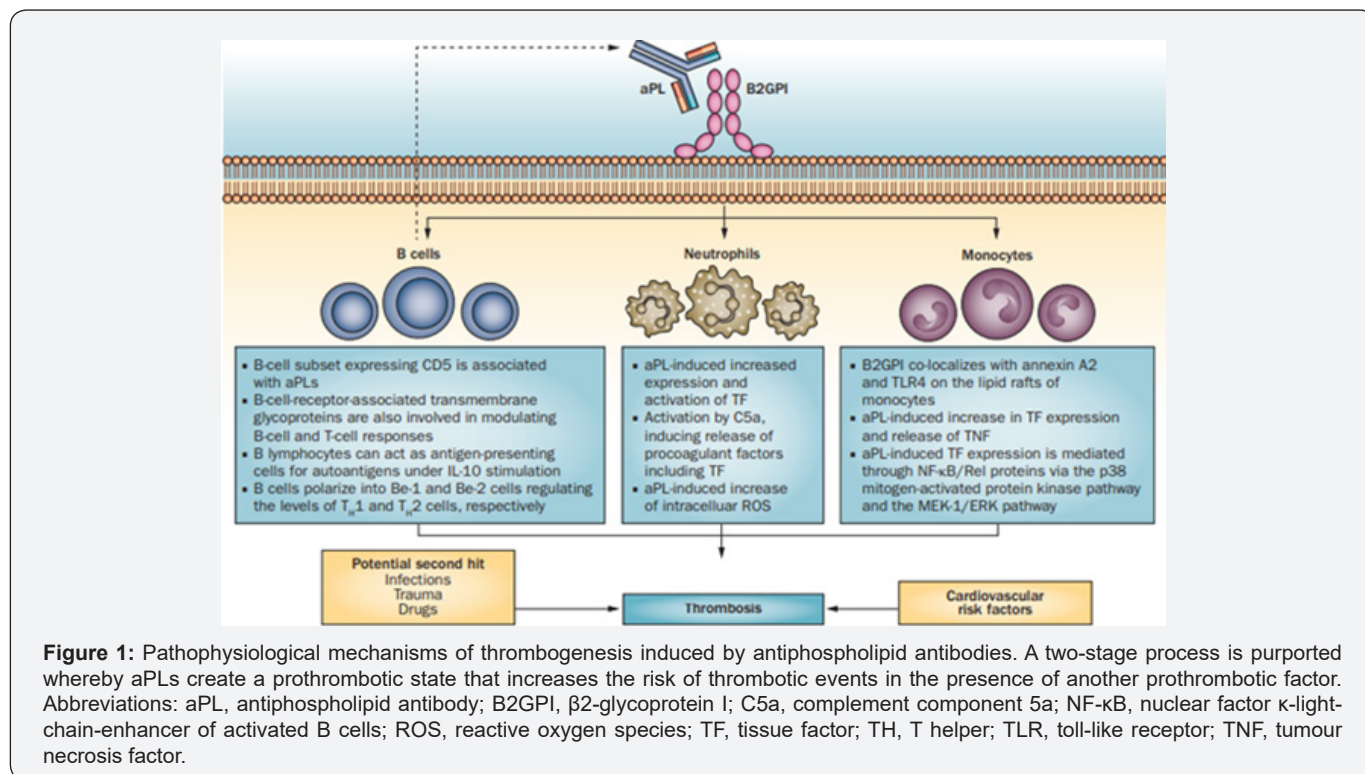 aPL
B2GPI
B cells
Neutrophils
Monocytes
▪ B-cell subset expressing CD5 is associated
with aPLs
▪ B-cell-receptor-associated transmembrane
glycoproteins are also involved in modulating
B-cell and T-cell responses
▪ B lymphocytes can act as antigen-presenting
cells for autoantigens under IL-10 stimulation
▪ B cells polarize into Be-1 and Be-2 cells regulating
the levels of TH1 and TH2 cells, respectively
▪ aPL-induced increased
expression and
activation of TF
▪ Activation by C5a,
inducing release of
procoagulant factors
including TF
▪ aPL-induced increase
of intracelluar ROS
▪ B2GPI co-localizes with annexin A2
and TLR4 on the lipid rafts of
monocytes
▪ aPL-induced increase in TF expression
and release of TNF
▪ aPL-induced TF expression is mediated
through NF-κB/Rel proteins via the p38
mitogen-activated protein kinase pathway
and the MEK-1/ERK pathway
Potential second hit
Infections
Trauma
Drugs
Thrombosis
Cardiovascular
risk factors
Figure 1: Pathophysiological mechanisms of thrombogenesis induced by antiphospholipid antibodies. A two-stage process is purported
whereby aPLs create a prothrombotic state that increases the risk of thrombotic events in the presence of another prothrombotic factor.
Abbreviations: aPL, antiphospholipid antibody; B2GPI, β2-glycoprotein I; C5a, complement component 5a; NF-κB, nuclear factor κ-light-
chain-enhancer of activated B cells; ROS, reactive oxygen species; TF, tissue factor; TH, T helper; TLR, toll-like receptor; TNF, tumour
necrosis factor.